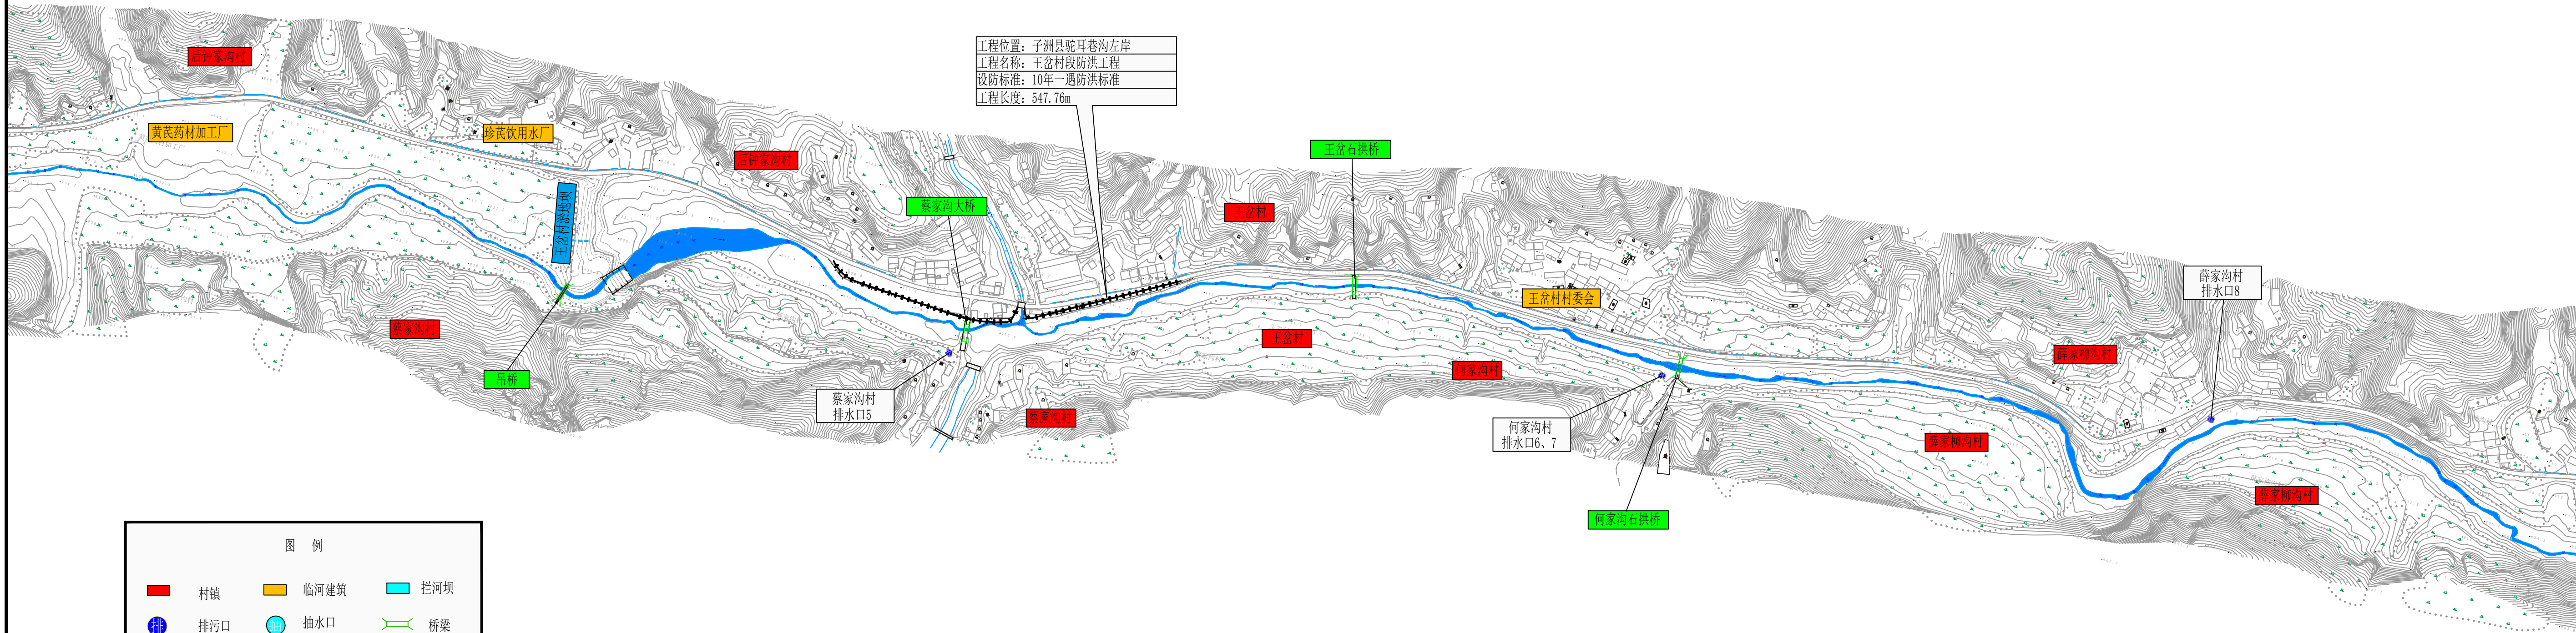 后钟家沟村
工程位置：子洲县驼耳巷沟左岸
工程名称：王岔村段防洪工程
设防标准：10年一遇防洪标准
工程长度：547.76m
黄芪药材加工厂
珍芪饮用水厂
后钟家沟村
王岔石拱桥
蔡家沟大桥
王岔村
王岔村淤地坝
薛家沟村
排水口8
王岔村村委会
蔡家沟村
王岔村
薛家柳沟村
何家沟村
吊桥
蔡家沟村
排水口5
蔡家沟村
何家沟村
排水口6、7
薛家柳沟村
薛家柳沟村
何家沟石拱桥
图 例
村镇
临河建筑
拦河坝
排
排污口
抽
抽水口
桥梁